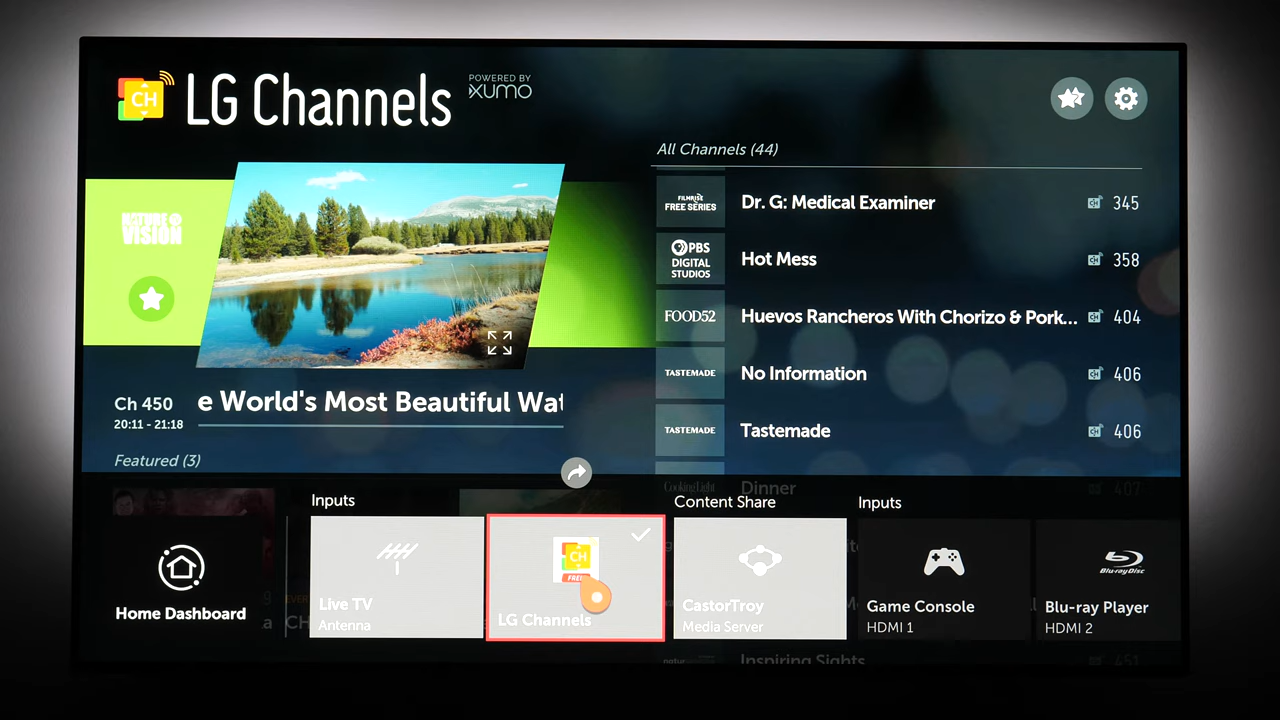 CH
LG Channels
POWERED BY
XUMO
All Channels (44)
NATURE
VISION
FILMRISE
FREE SERIES
Dr. G: Medical Examiner
345
PBS
DIGITAL
STUDIOS
Hot Mess
358
FOOD52
Huevos Rancheros With Chorizo & Pork...
404
TASTEMADE
No Information
406
TASTEMADE
Tastemade
406
Ch 450
20:11 - 21:18
e World's Most Beautiful Wat
Featured (3)
CookingLight
Dinner
407
Inputs
Content Share
Inputs
Home Dashboard
Live TV
Antenna
CH
FREE
LG Channels
CastorTroy
Media Server
Game Console
HDMI 1
Blu-ray Disc
Blu-ray Player
HDMI 2
Inspiring Sights
451